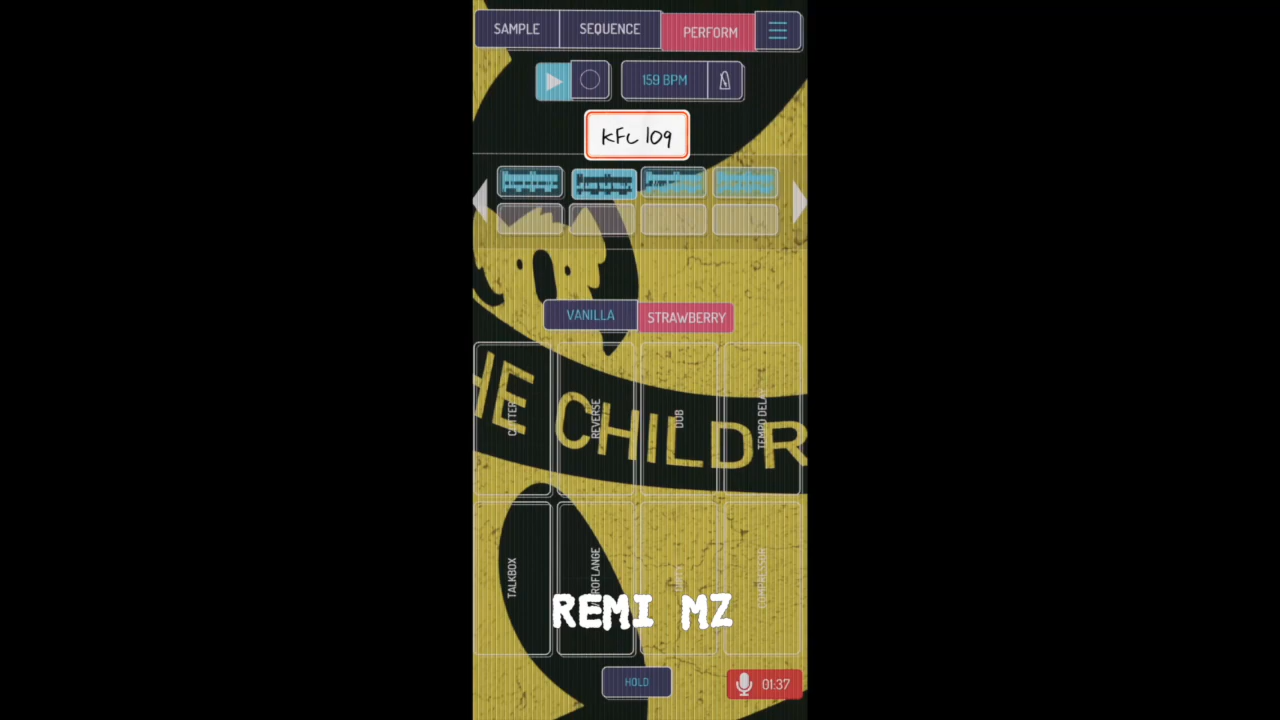 SAMPLE SEQUENCE PERFORM
159 BPM
KFC 109
VANILLA STRAWBERRY
HE CHILDR
CUTTER REVERSE DUB TEMPO DELAY
TALKBOX COMPRESSOR
REMI MZ
HOLD 01:37